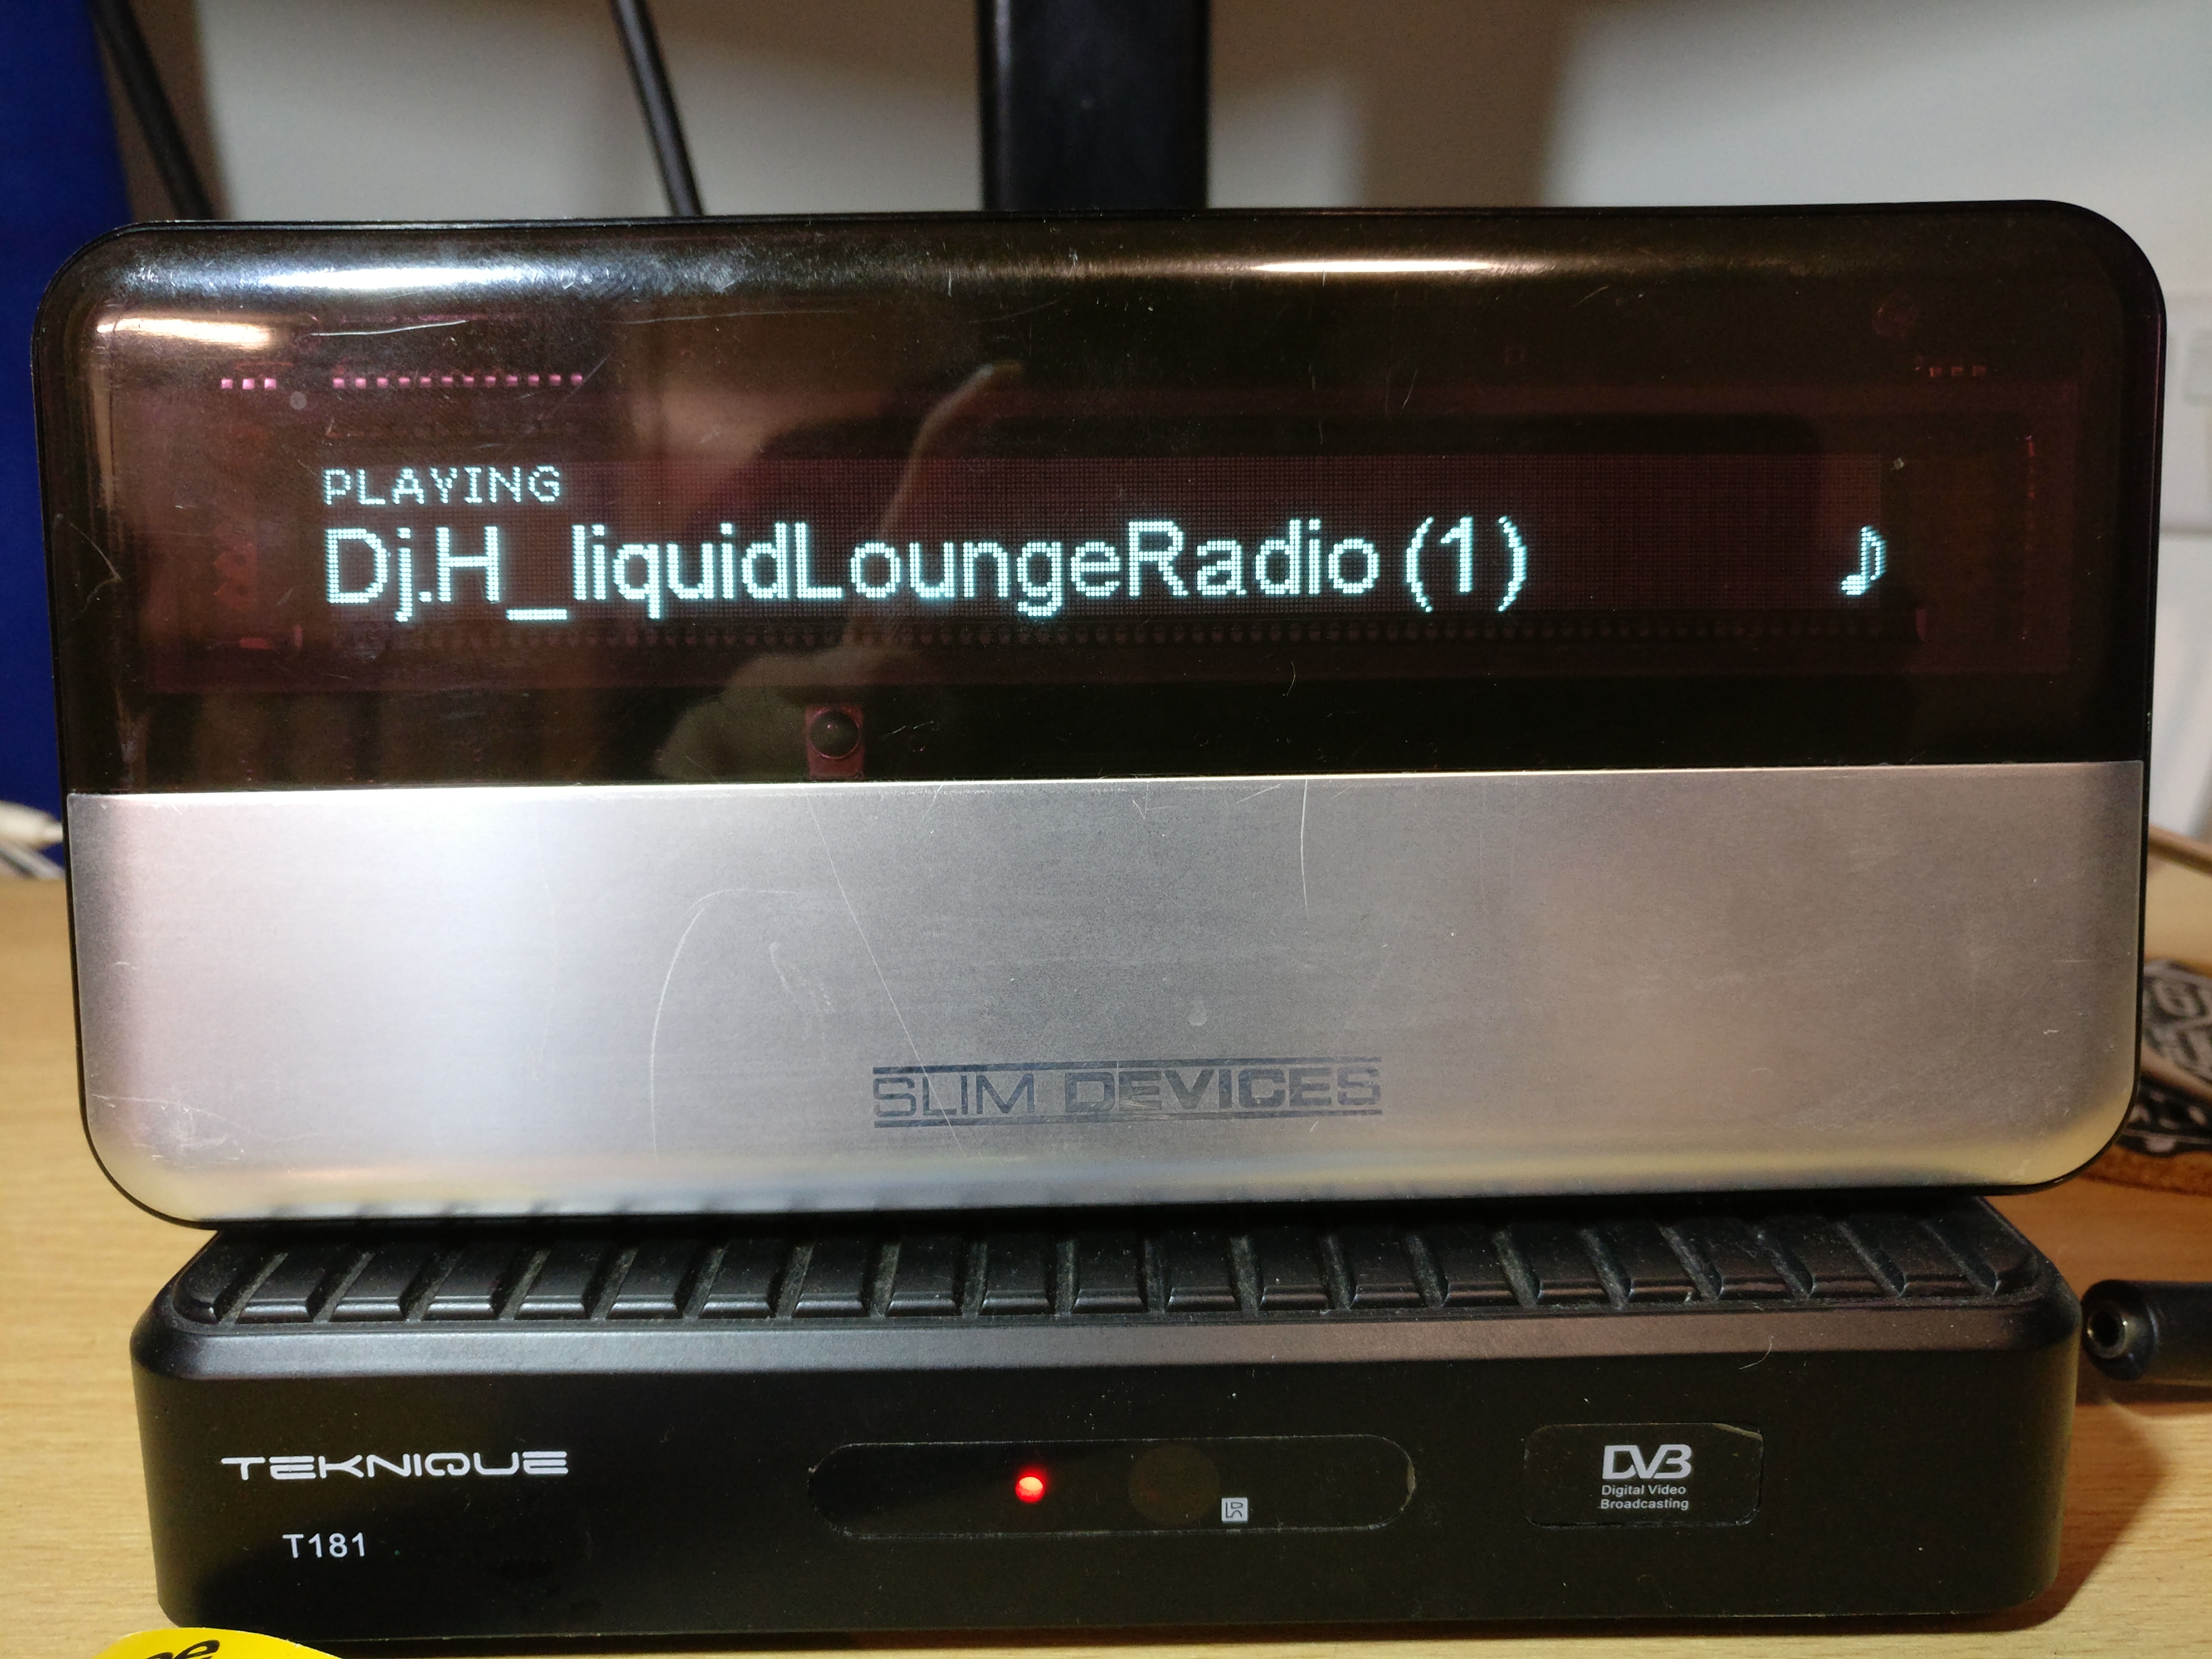 PLAYING
Dj.H_liquidLoungeRadio (1)
SLIM DEVICES
TEKNIQUE
T181
DVB
Digital Video
Broadcasting